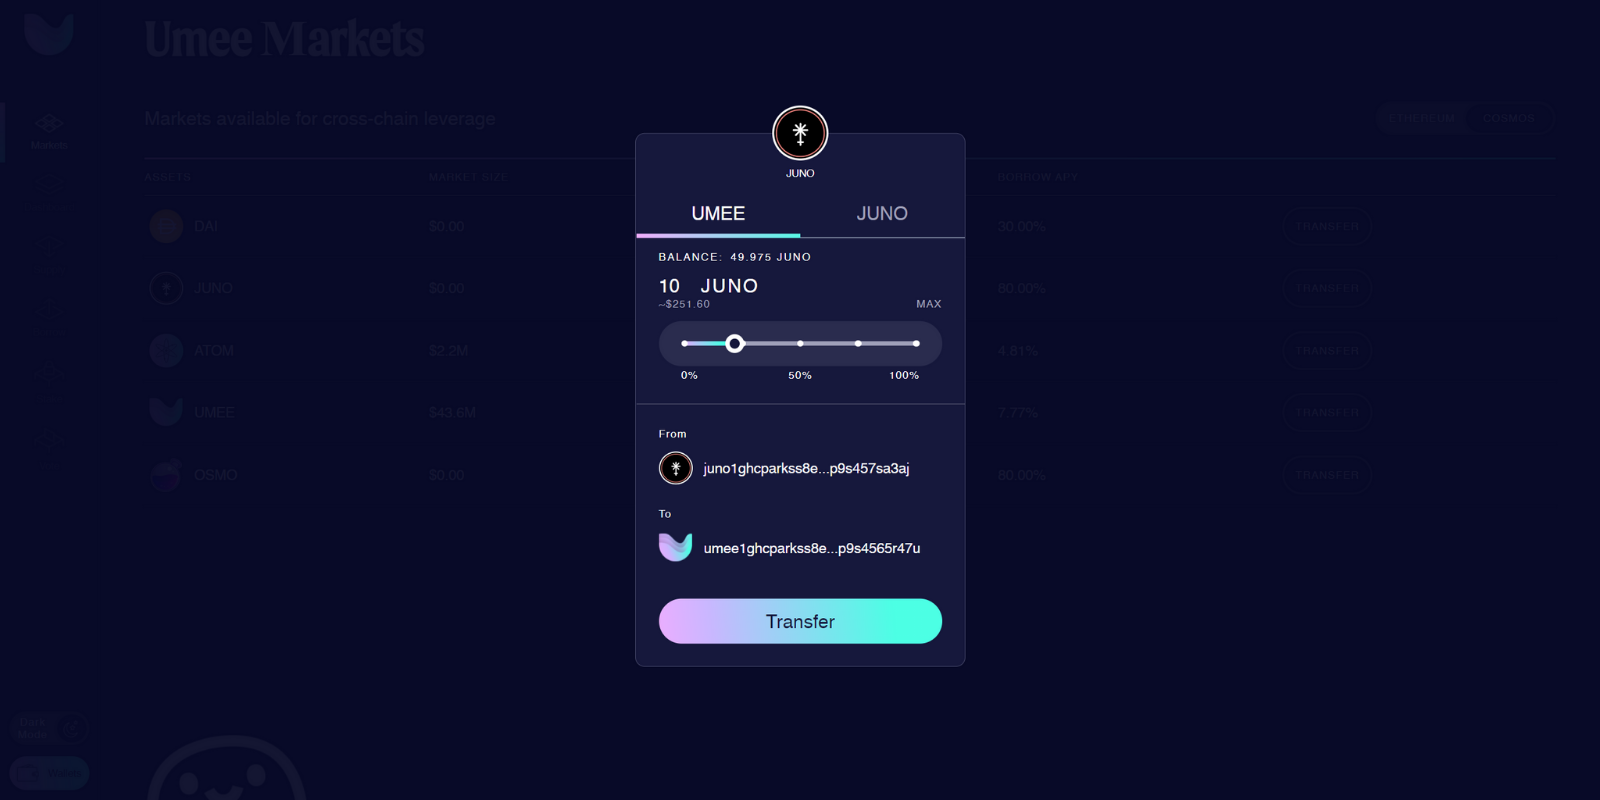 Umee Markets
Markets available for cross-chain leverage
ETHEREUM COSMOS
Markets
ASSETS MARKET SIZE BORROW APY
DAI $0.00 30.00% TRANSFER
JUNO $0.00 80.00% TRANSFER
ATOM $2.2M 4.81% TRANSFER
UMEE $43.6M 7.77% TRANSFER
OSMO $0.00 80.00% TRANSFER
Dark
Mode
JUNO
UMEE JUNO
BALANCE: 49.975 JUNO
10 JUNO
~$251.60 MAX
0% 50% 100%
From
juno1ghcparkss8e...p9s457sa3aj
To
umee1ghcparkss8e...p9s4565r47u
Transfer